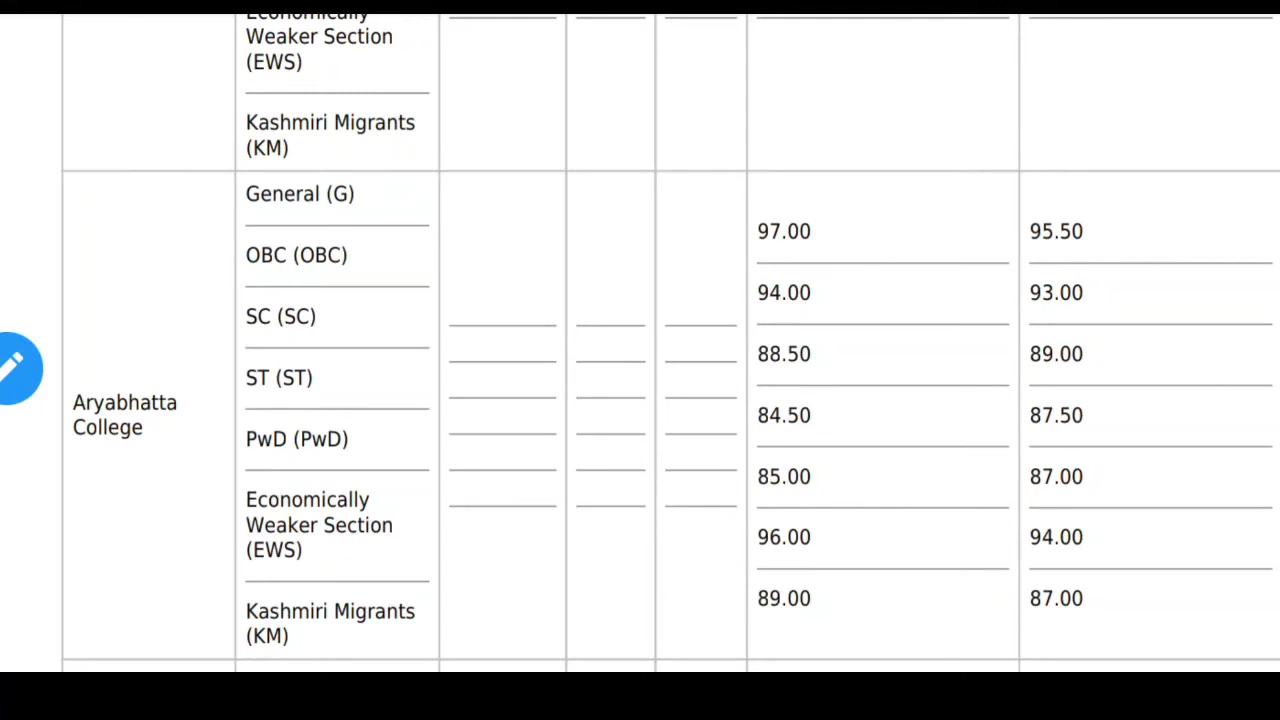 Economically
Weaker Section
(EWS)
Kashmiri Migrants
(KM)
Aryabhatta
College
General (G)
OBC (OBC)
SC (SC)
ST (ST)
PwD (PwD)
Economically
Weaker Section
(EWS)
Kashmiri Migrants
(KM)
97.00
94.00
88.50
84.50
85.00
96.00
89.00
95.50
93.00
89.00
87.50
87.00
94.00
87.00